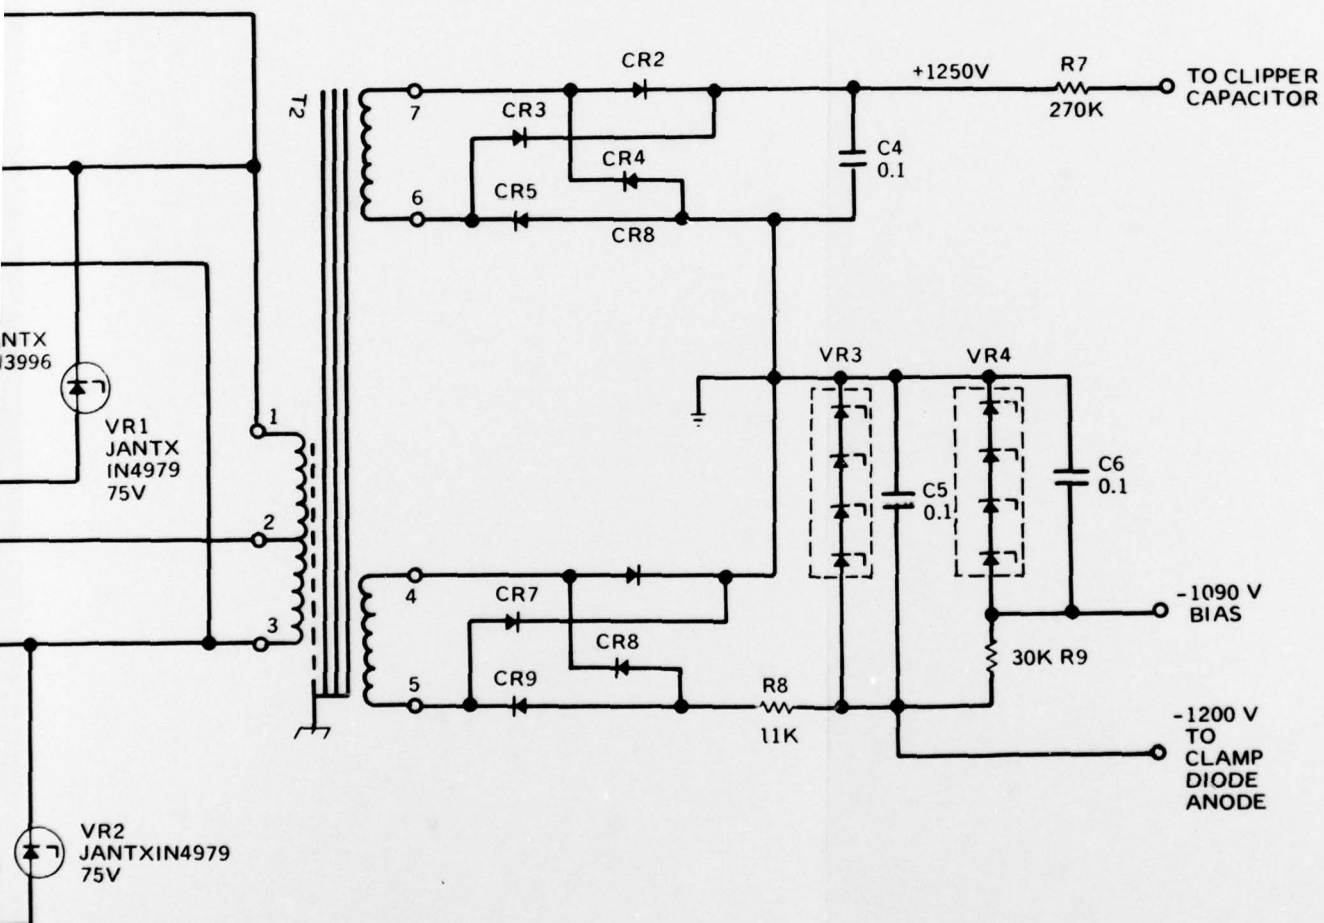 CR2
+1250V
R7
270K
TO CLIPPER
CAPACITOR
T2
7
CR3
CR4
C4
0.1
6
CR5
CR8
NTX
3996
VR1
JANTX
IN4979
75V
1
VR3
VR4
C5
0.1
C6
0.1
2
4
CR7
-1090 V
BIAS
3
CR8
30K R9
5
CR9
R8
11K
-1200 V
TO
CLAMP
DIODE
ANODE
VR2
JANTXIN4979
75V